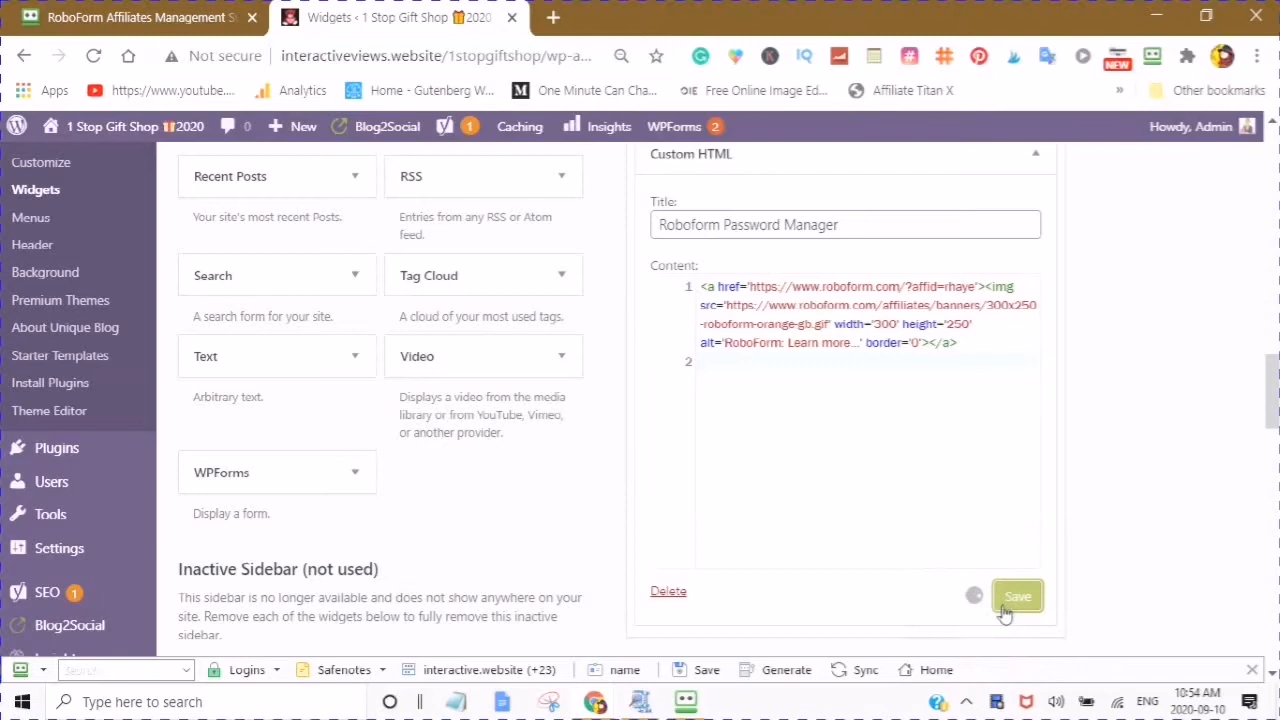 RoboForm Affiliates Management S
Widgets ‹ 1 Stop Gift Shop 🎁2020
Not secure
interactiveviews.website/1stopgiftshop/wp-a...
NEW
Apps
https://www.youtube....
Analytics
Home - Gutenberg W...
One Minute Can Cha...
Free Online Image Ed...
Affiliate Titan X
»
Other bookmarks
1 Stop Gift Shop 🎁2020
0
New
Blog2Social
1
Caching
Insights
WPForms 2
Howdy, Admin
Customize
Widgets
Menus
Header
Background
Premium Themes
About Unique Blog
Starter Templates
Install Plugins
Theme Editor
Plugins
Users
Tools
Settings
SEO 1
Blog2Social
Recent Posts
Your site's most recent Posts.
RSS
Entries from any RSS or Atom
feed.
Search
A search form for your site.
Tag Cloud
A cloud of your most used tags.
Text
Arbitrary text.
Video
Displays a video from the media
library or from YouTube, Vimeo,
or another provider.
WPForms
Display a form.
Inactive Sidebar (not used)
This sidebar is no longer available and does not show anywhere on your
site. Remove each of the widgets below to fully remove this inactive
sidebar.
Custom HTML
Title:
Roboform Password Manager
Content:
1 <a href='https://www.roboform.com/?affid=rhaye'><img
src='https://www.roboform.com/affiliates/banners/300x250
-roboform-orange-gb.gif' width='300' height='250'
alt='RoboForm: Learn more...' border='0'></a>
2
Delete
Save
Search
Logins
Safenotes
interactive.website (+23)
name
Save
Generate
Sync
Home
Type here to search
ENG
10:54 AM
2020-09-10